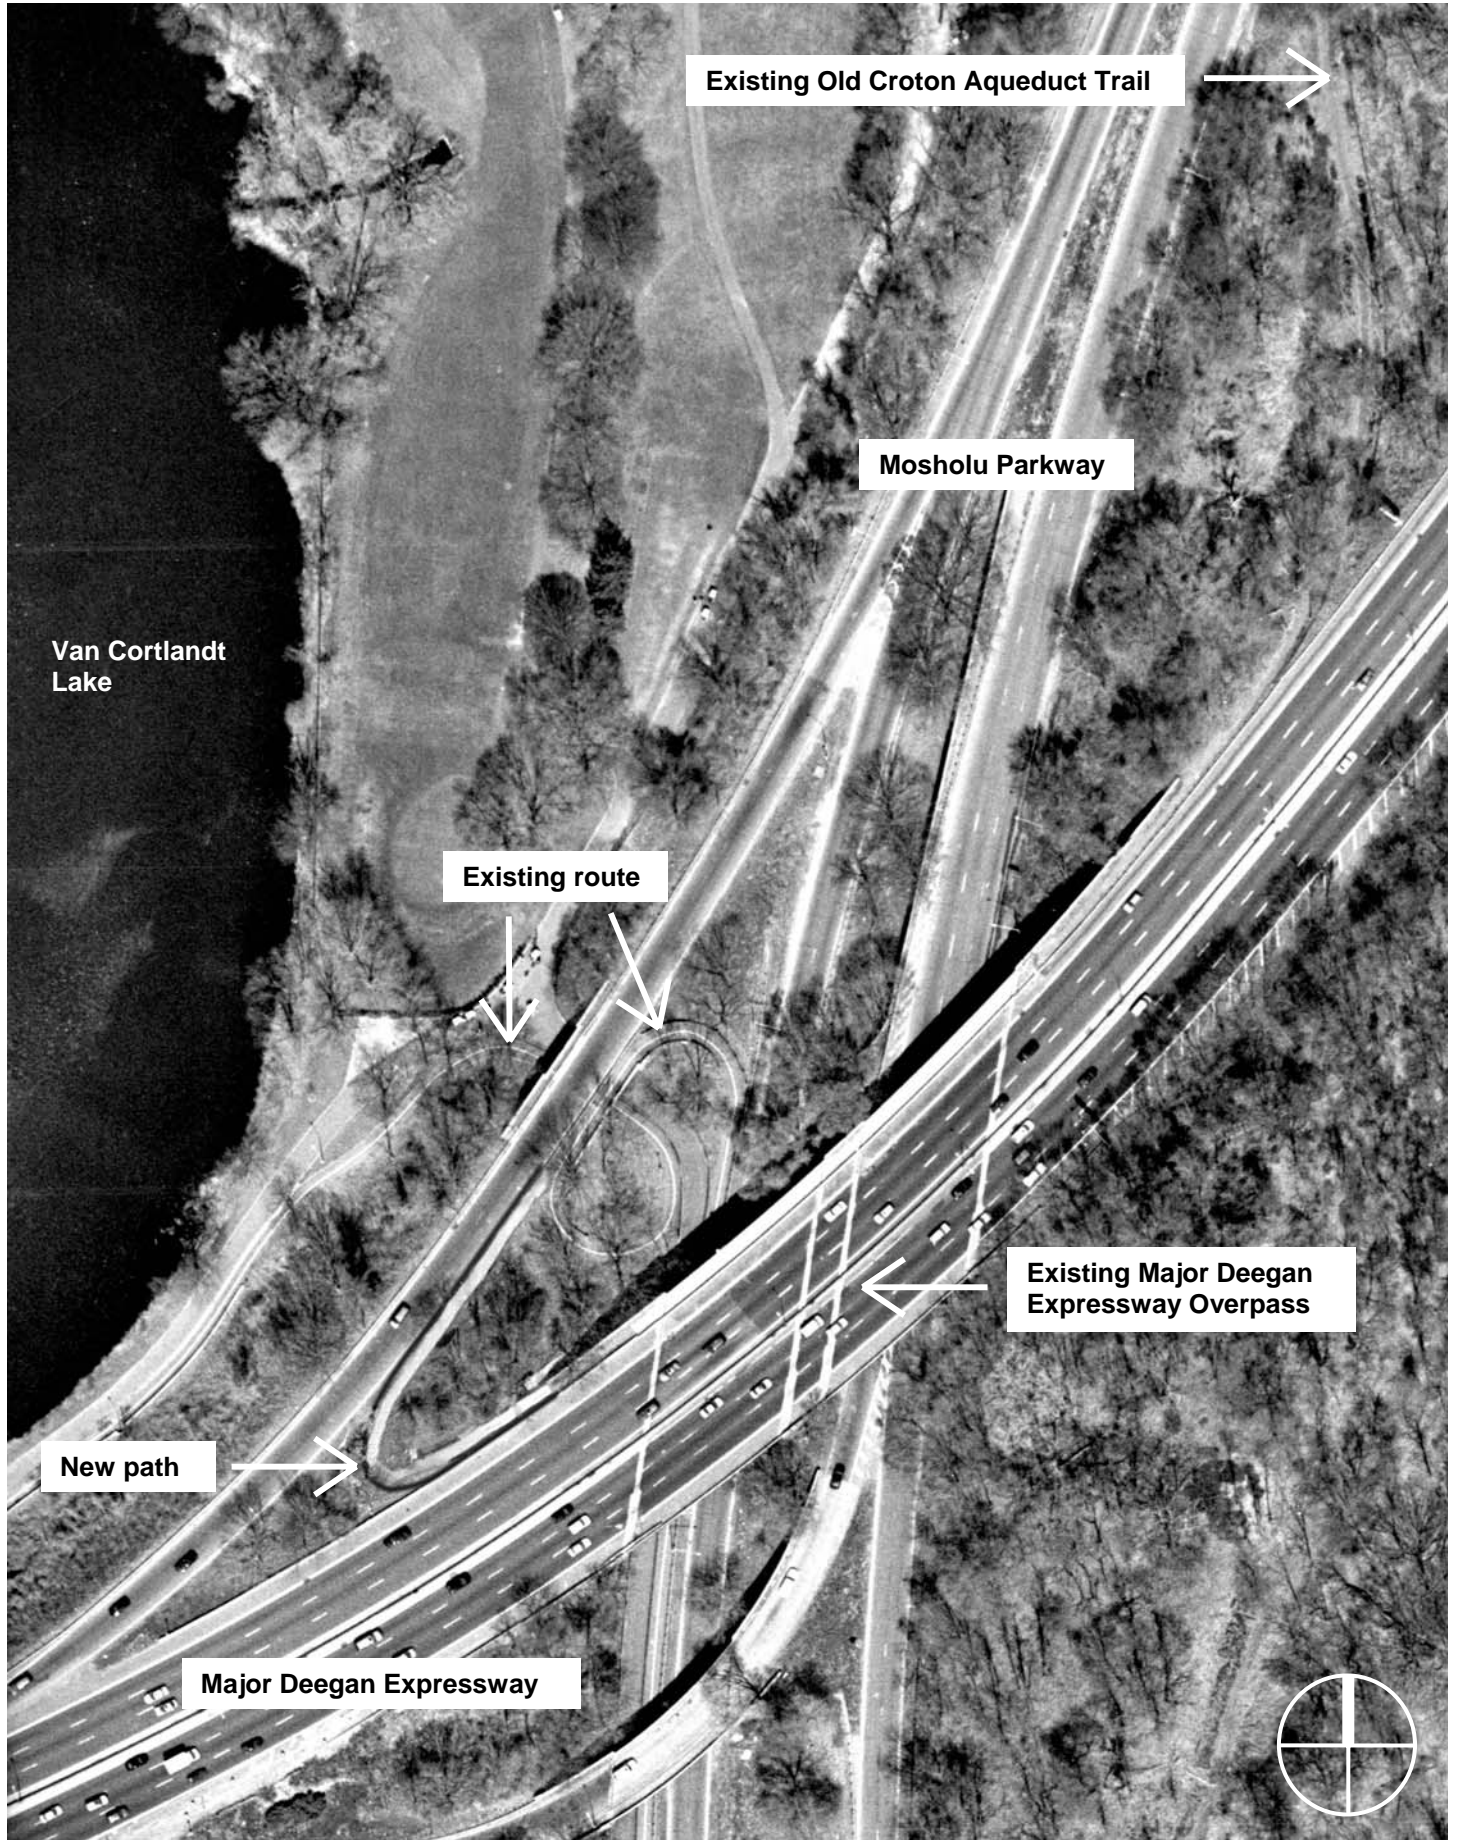 Existing Old Croton Aqueduct Trail
Mosholu Parkway
Van Cortlandt
Lake
Existing route
Existing Major Deegan
Expressway Overpass
New path
Major Deegan Expressway